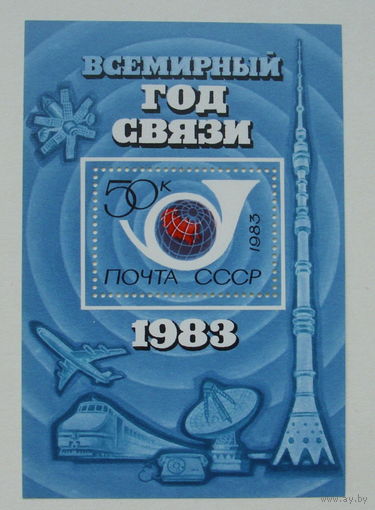 ВСЕМИРНЫЙ
ГОД
СВЯЗИ
50к
1983
ПОЧТА СССР
1983
www.ay.by